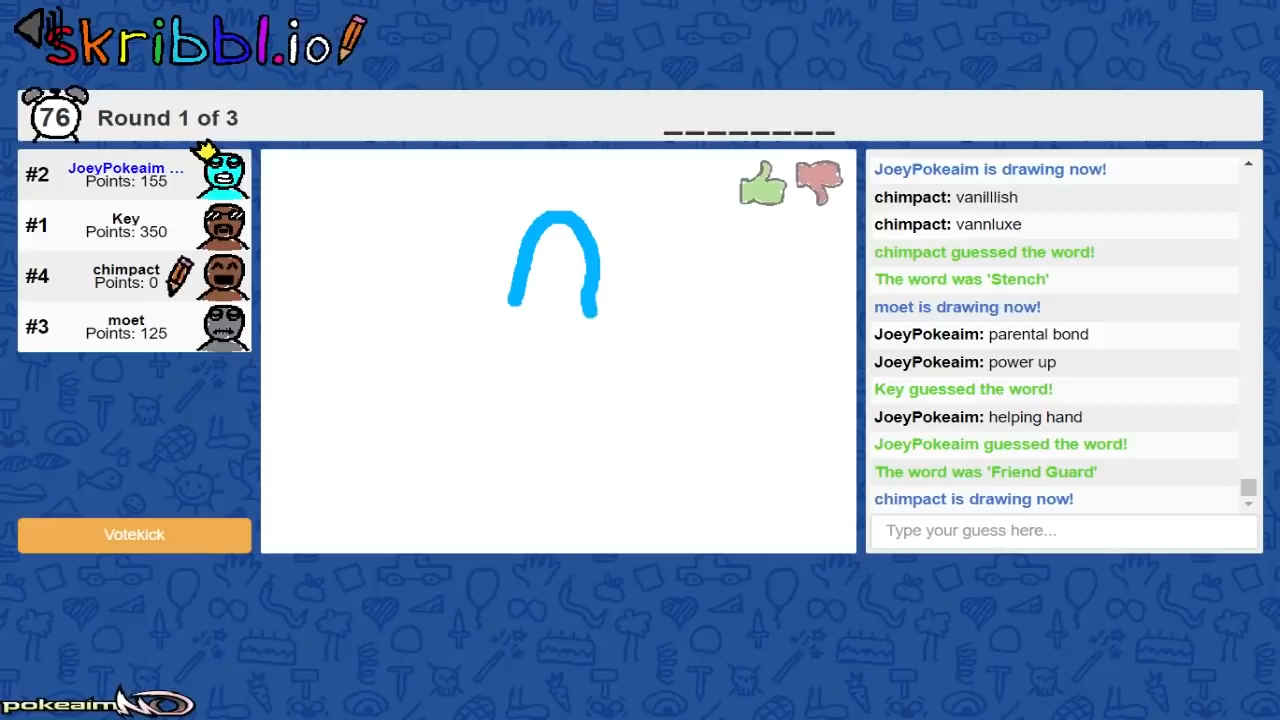 skribbl.io
76
Round 1 of 3
________
#2
JoeyPokeaim ...
Points: 155
#1
Key
Points: 350
#4
chimpact
Points: 0
#3
moet
Points: 125
Votekick
JoeyPokeaim is drawing now!
chimpact: vanilllish
chimpact: vannluxe
chimpact guessed the word!
The word was 'Stench'
moet is drawing now!
JoeyPokeaim: parental bond
JoeyPokeaim: power up
Key guessed the word!
JoeyPokeaim: helping hand
JoeyPokeaim guessed the word!
The word was 'Friend Guard'
chimpact is drawing now!
Type your guess here...
pokeaim